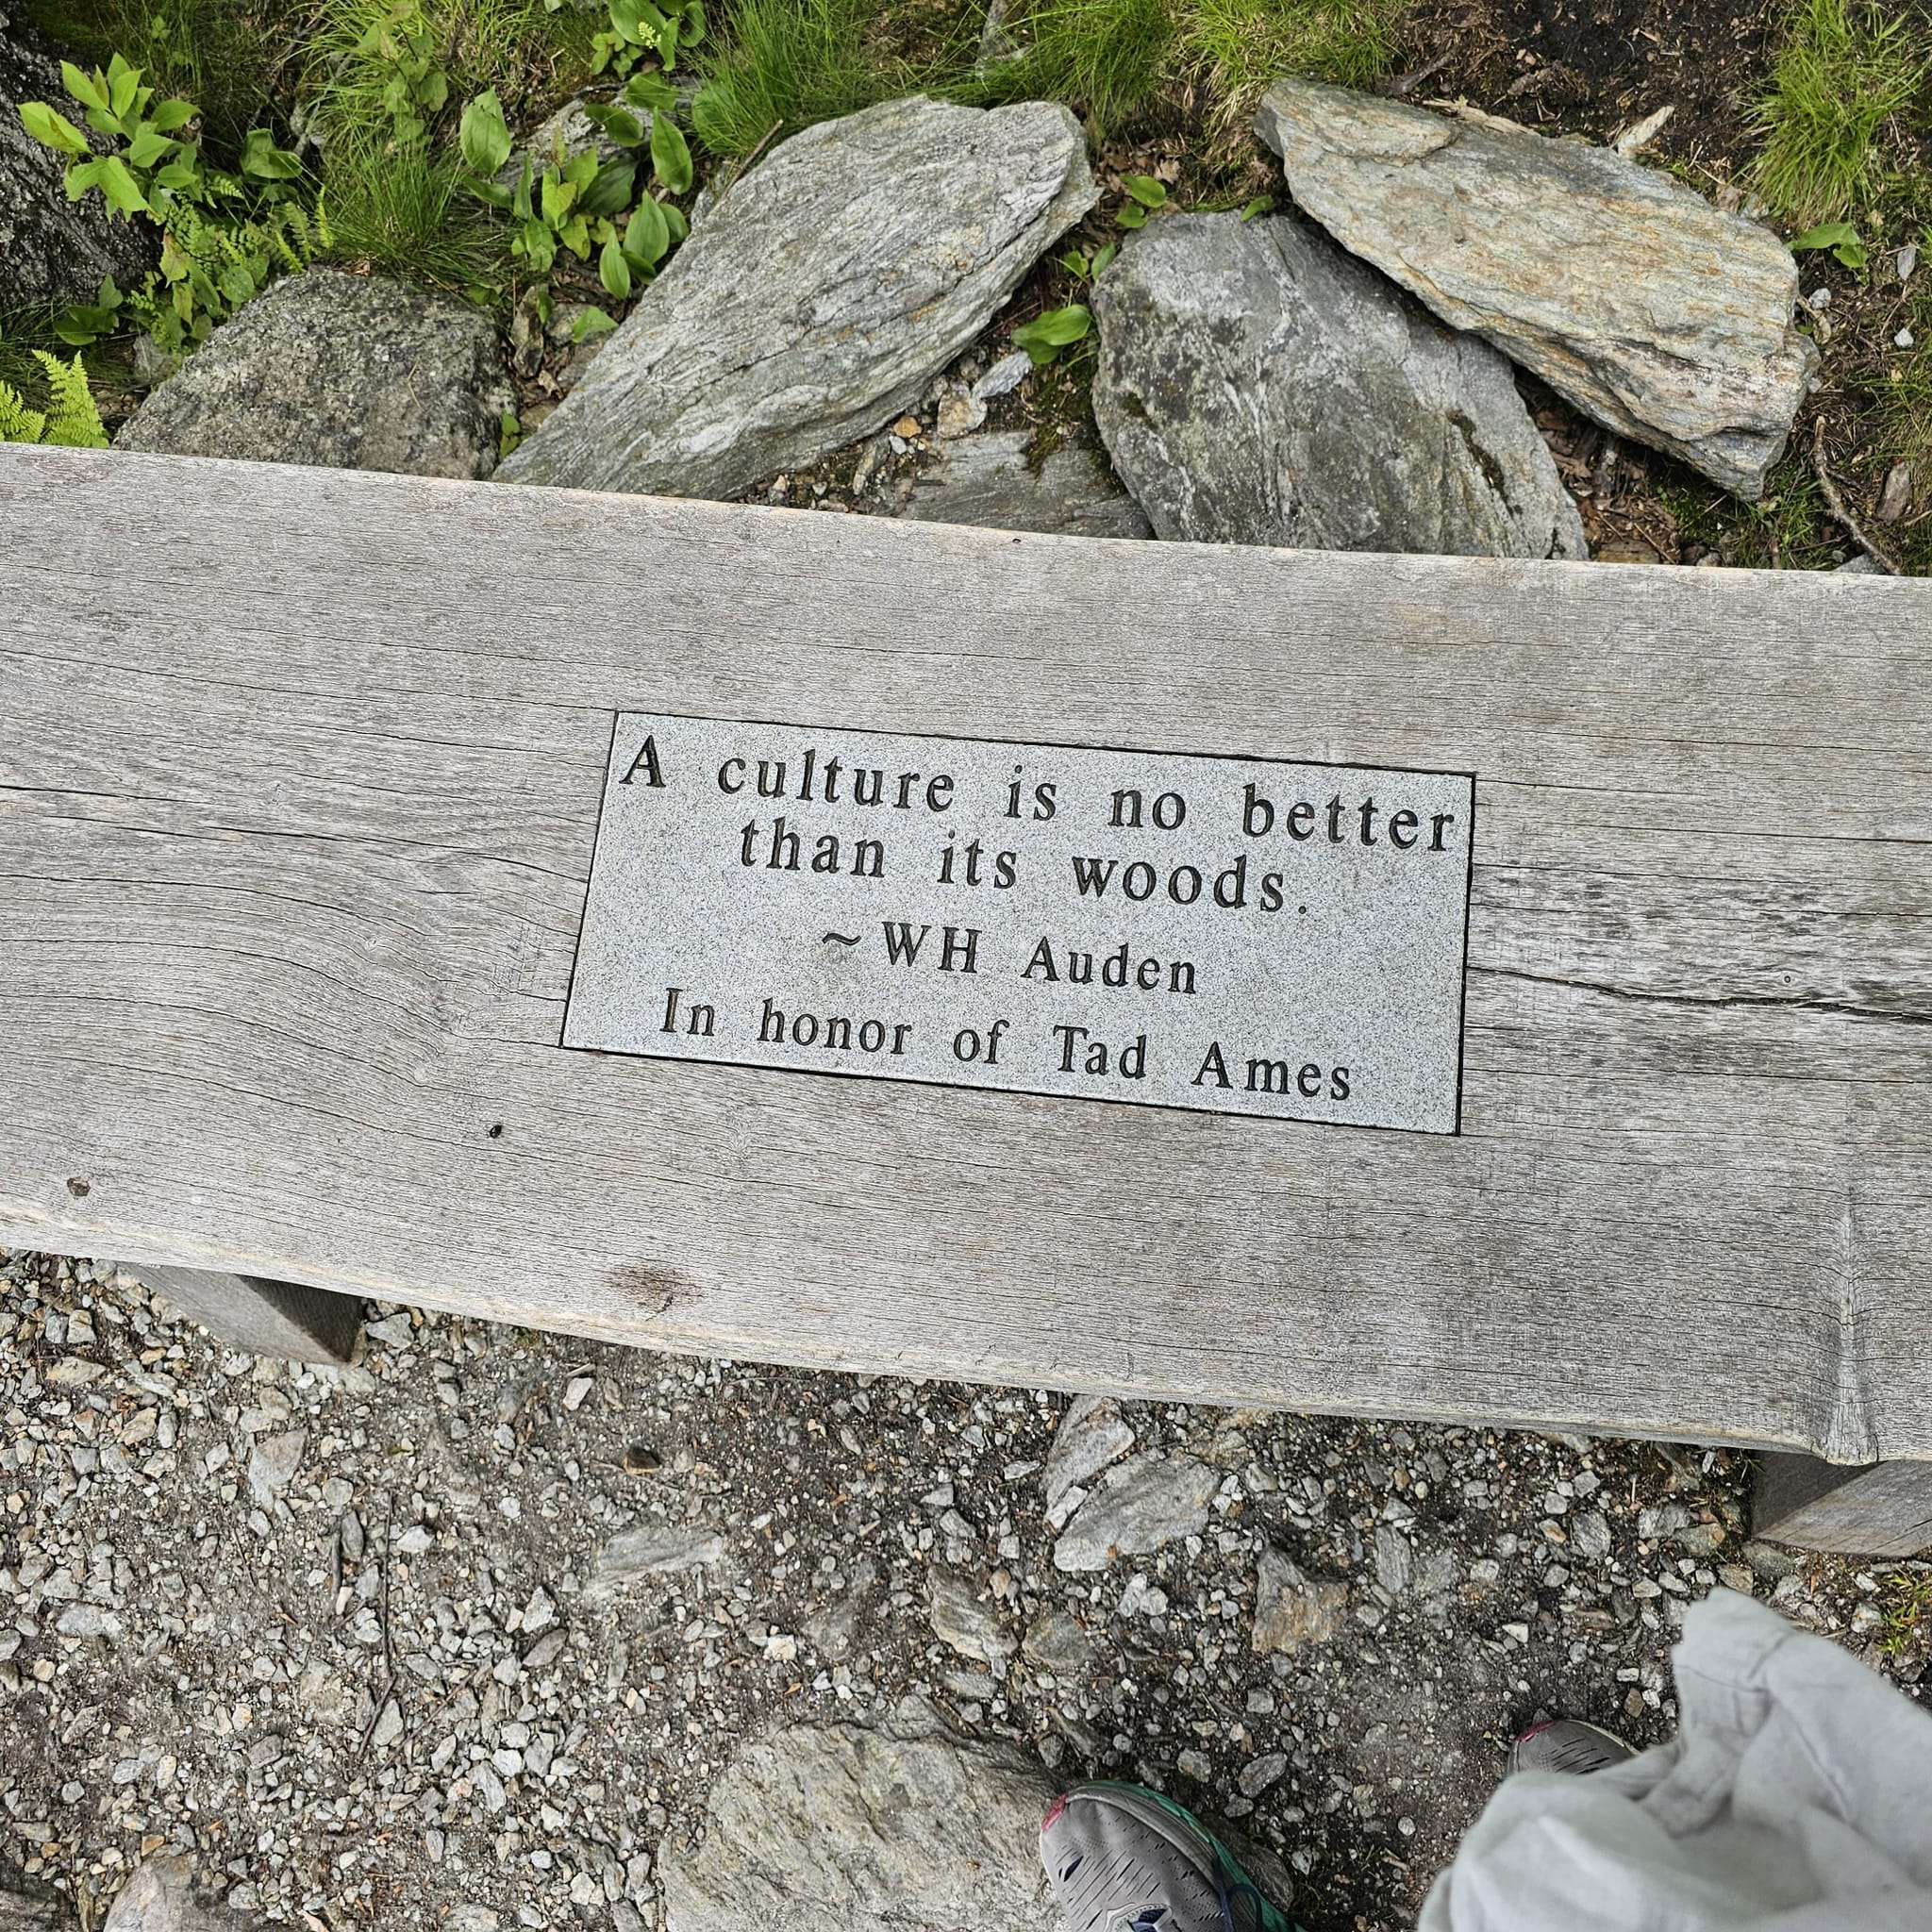 A culture is no better
than its woods.
~WH Auden
In honor of Tad Ames